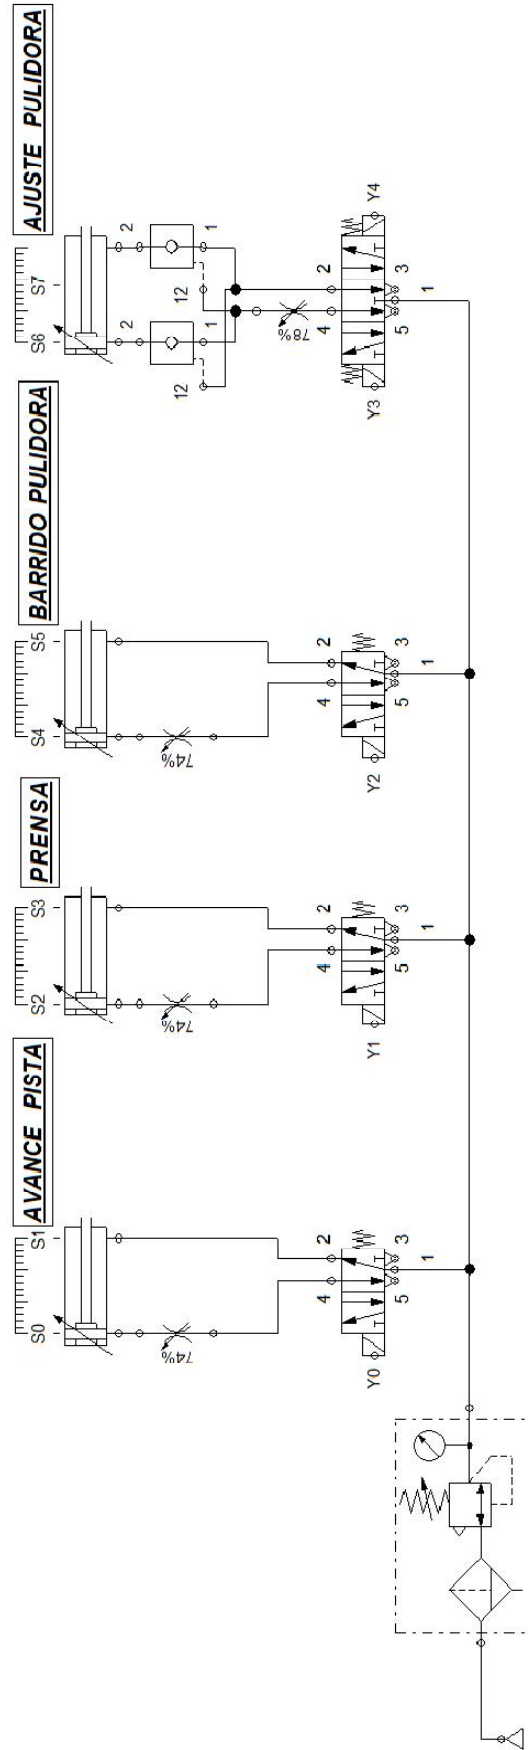 AVANCE PISTA
PRENSA
BARRIDO PULIDORA
AJUSTE PULIDORA
S0 S1
S2 S3
S4 S5
S6 S7
2 2
1 1
12 12
74%
74%
74%
78%
4 2
4 2
4 2
4 2
Y0
Y1
Y2
Y3 Y4
5 3
5 3
5 3
5 3
1
1
1
1